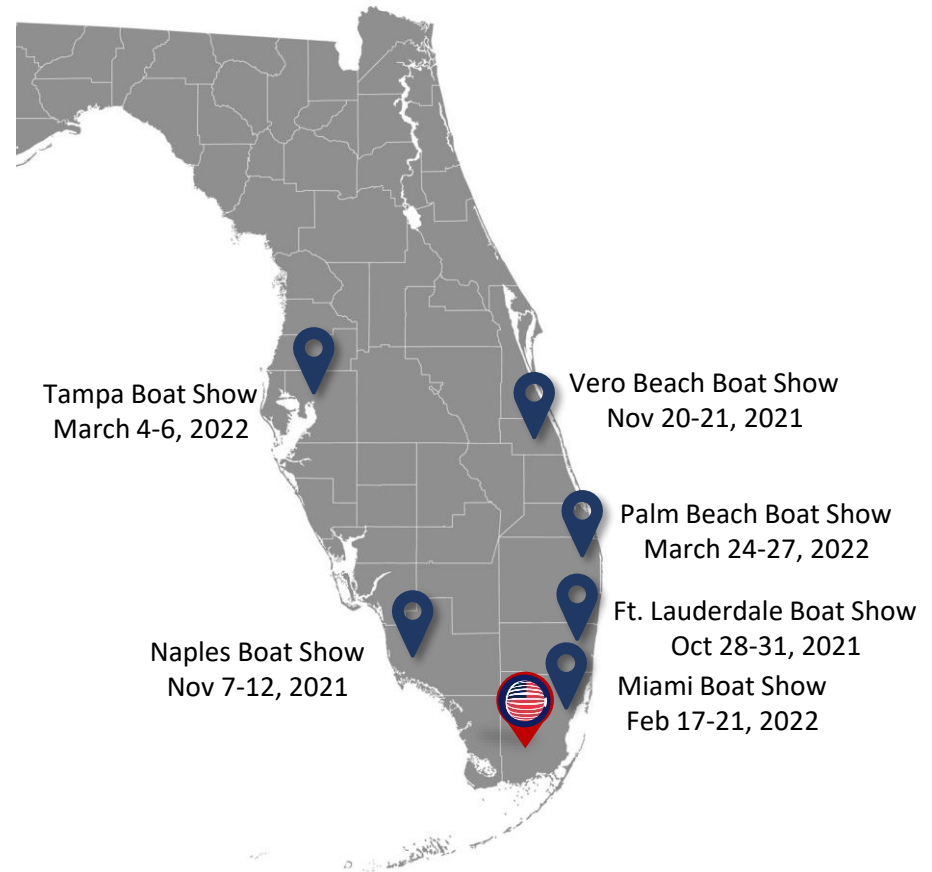 Tampa Boat Show
March 4-6, 2022
Vero Beach Boat Show
Nov 20-21, 2021
Palm Beach Boat Show
March 24-27, 2022
Ft. Lauderdale Boat Show
Oct 28-31, 2021
Naples Boat Show
Nov 7-12, 2021
Miami Boat Show
Feb 17-21, 2022